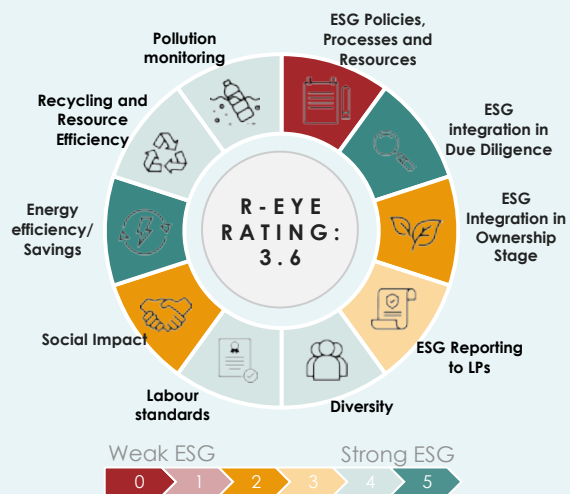 ESG Policies,
Processes and
Resources
Pollution
monitoring
Recycling and
Resource
Efficiency
ESG
integration in
Due Diligence
Energy
efficiency/
Savings
R-EYE
RATING:
3.6
ESG
Integration in
Ownership
Stage
Social Impact
ESG Reporting
to LPs
Labour
standards
Diversity
Weak ESG
Strong ESG
0 1 2 3 4 5